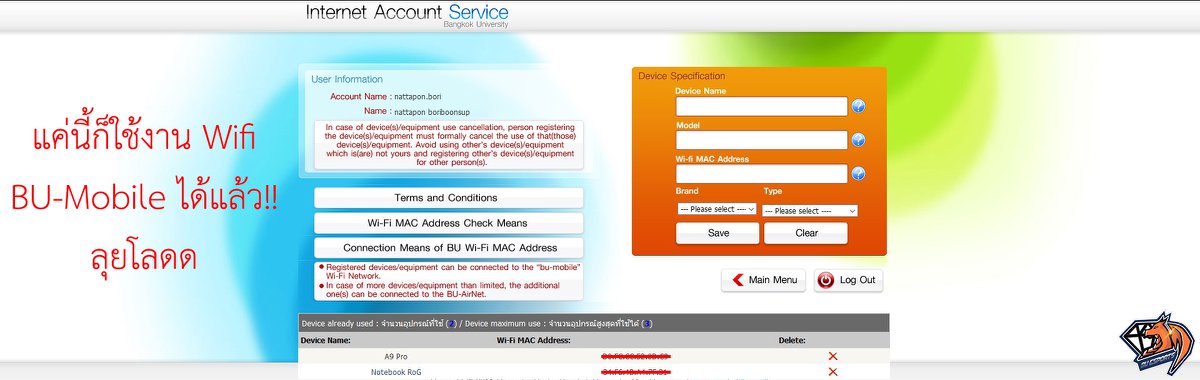 Internet Account Service
Bangkok University
แค่นี้ก็ใช้งาน Wifi
BU-Mobile ได้แล้ว!!
ลุยโลดด
User Information
Account Name : nattapon.bori
Name : nattapon boriboonsup
In case of device(s)/equipment use cancellation, person registering
the device(s)/equipment must formally cancel the use of that(those)
device(s)/equipment. Avoid using other's device(s)/equipment
which is(are) not yours and registering other's device(s)/equipment
for other person(s).
Terms and Conditions
Wi-Fi MAC Address Check Means
Connection Means of BU Wi-Fi MAC Address
Registered devices/equipment can be connected to the "bu-mobile"
Wi-Fi Network.
In case of more devices/equipment than limited, the additional
one(s) can be connected to the BU-AirNet.
Device Specification
Device Name
Model
Wi-fi MAC Address
Brand Type
--- Please select ---- --- Please select ----
Save Clear
Main Menu Log Out
Device already used : จำนวนอุปกรณ์ที่ใช้ (2) / Device maximum use : จำนวนอุปกรณ์สูงสุดที่ใช้ได้ (3)
Device Name: Wi-Fi MAC Address: Delete:
A9 Pro
Notebook RoG